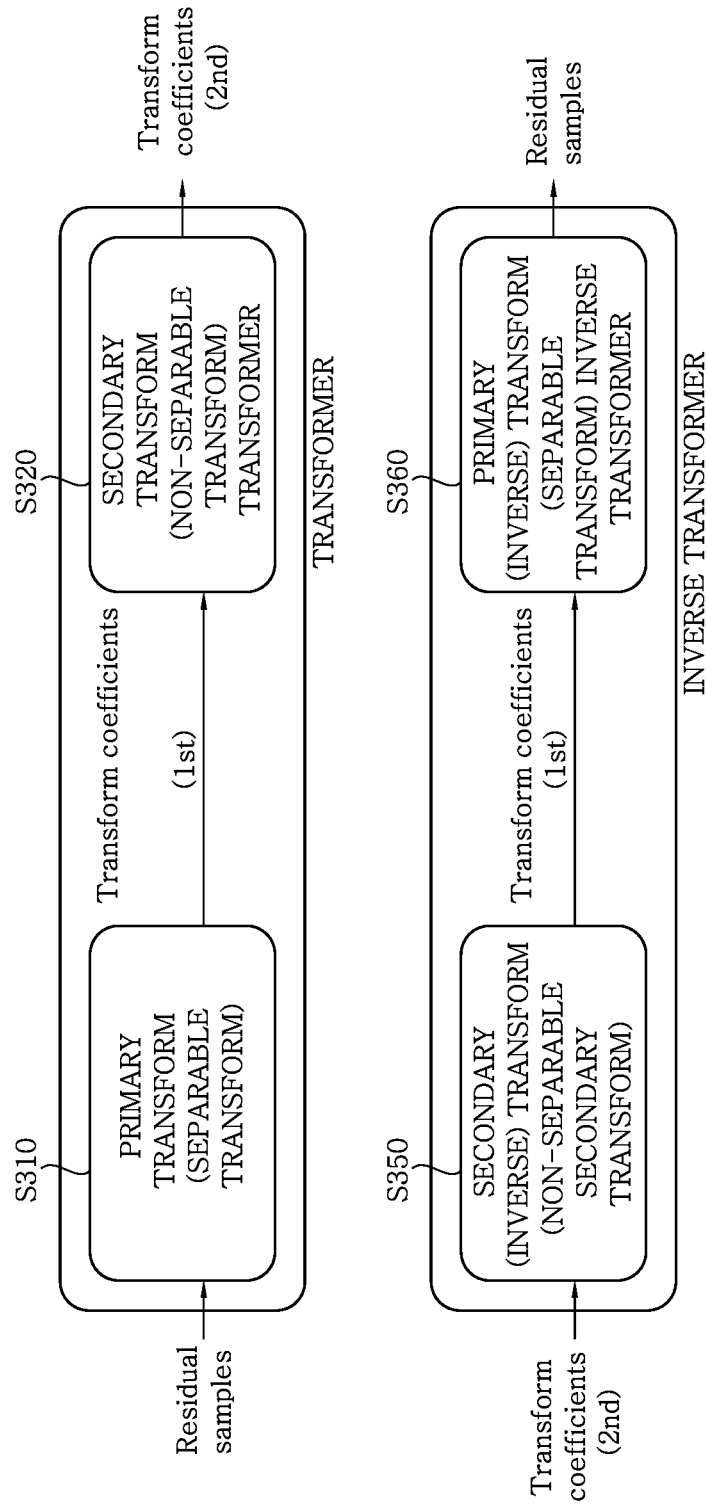 Residual
samples
S310
PRIMARY
TRANSFORM
(SEPARABLE
TRANSFORM)
Transform coefficients
(1st)
S320
SECONDARY
TRANSFORM
(NON-SEPARABLE
TRANSFORM)
TRANSFORMER
Transform
coefficients
(2nd)
TRANSFORMER
Transform
coefficients
(2nd)
S350
SECONDARY
(INVERSE) TRANSFORM
(NON-SEPARABLE
SECONDARY
TRANSFORM)
Transform coefficients
(1st)
S360
PRIMARY
(INVERSE) TRANSFORM
(SEPARABLE
TRANSFORM) INVERSE
TRANSFORMER
Residual
samples
INVERSE TRANSFORMER